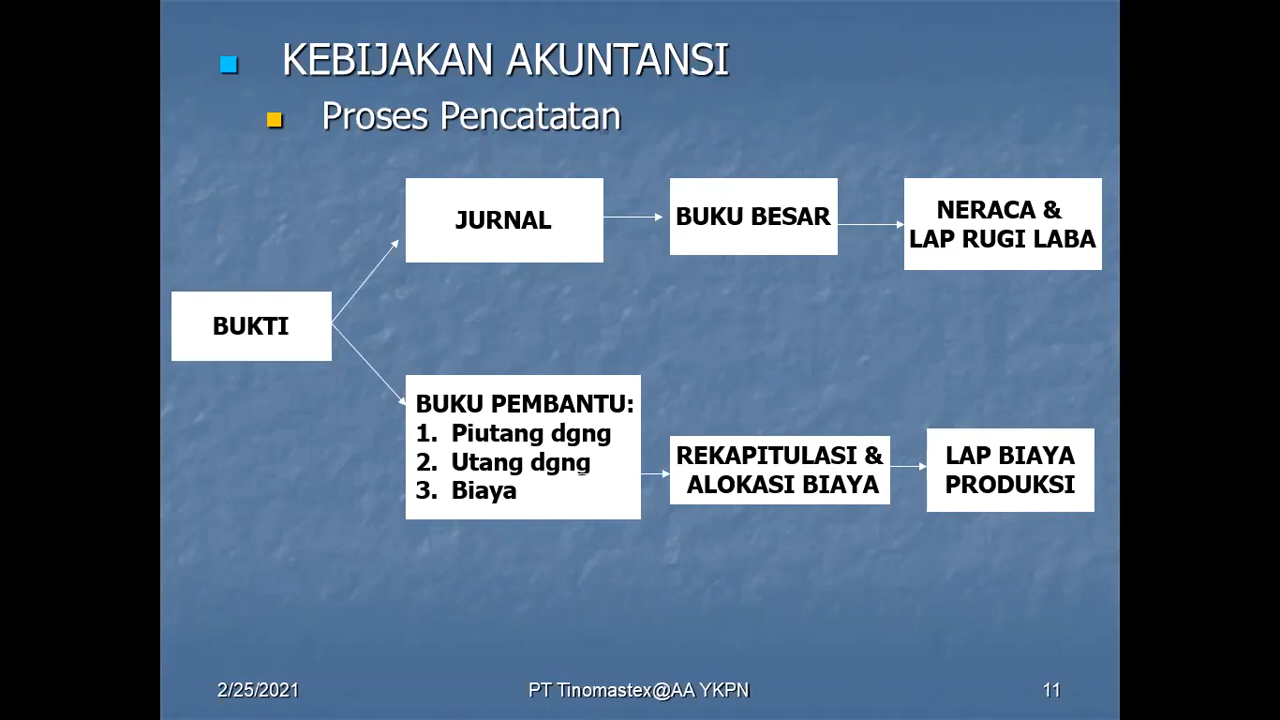 KEBIJAKAN AKUNTANSI
Proses Pencatatan
JURNAL
BUKU BESAR
NERACA &
LAP RUGI LABA
BUKTI
BUKU PEMBANTU:
1. Piutang dgng
2. Utang dgng
3. Biaya
REKAPITULASI &
ALOKASI BIAYA
LAP BIAYA
PRODUKSI
2/25/2021
PT Tinomastex@AA YKPN
11